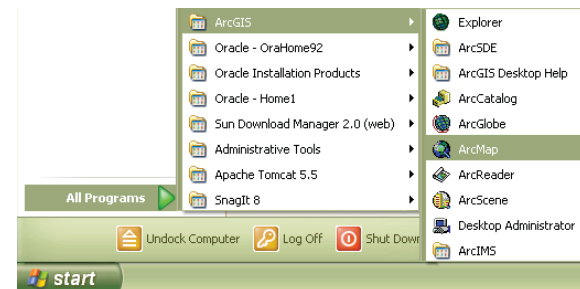 ArcGIS
Oracle - OraHome92
Oracle Installation Products
Oracle - Home1
Sun Download Manager 2.0 (web)
Administrative Tools
Apache Tomcat 5.5
SnagIt 8
Explorer
ArcSDE
ArcGIS Desktop Help
ArcCatalog
ArcGlobe
ArcMap
ArcReader
ArcScene
Desktop Administrator
ArcIMS
All Programs
Undock Computer
Log Off
Shut Down
start